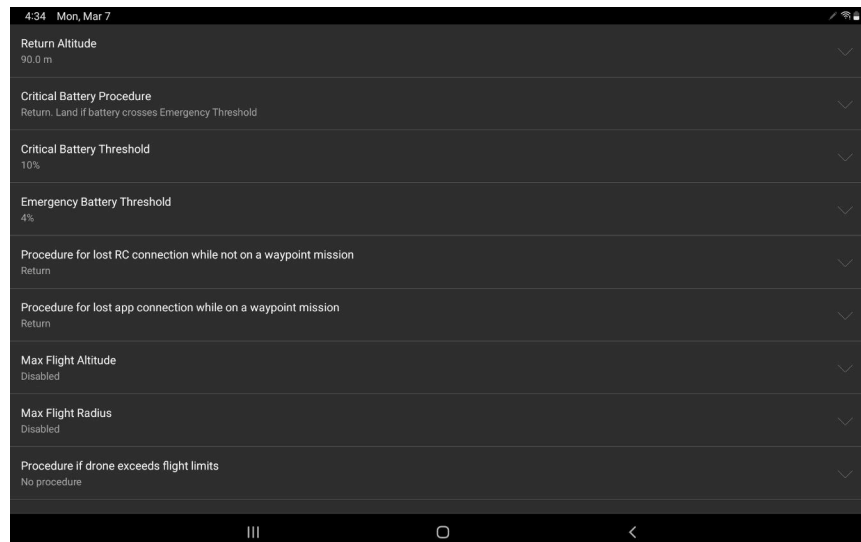 4:34 Mon, Mar 7
Return Altitude
90.0 m
Critical Battery Procedure
Return. Land if battery crosses Emergency Threshold
Critical Battery Threshold
10%
Emergency Battery Threshold
4%
Procedure for lost RC connection while not on a waypoint mission
Return
Procedure for lost app connection while on a waypoint mission
Return
Max Flight Altitude
Disabled
Max Flight Radius
Disabled
Procedure if drone exceeds flight limits
No procedure